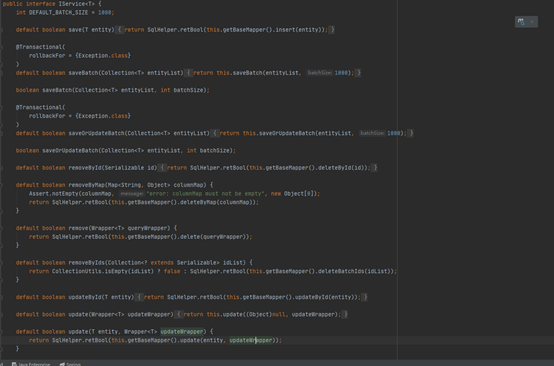 public interface IService<T> {
int DEFAULT_BATCH_SIZE = 1000;
default boolean save(T entity) { return SqlHelper.retBool(this.getBaseMapper().insert(entity)); }
@Transactional(
rollbackFor = {Exception.class}
)
default boolean saveBatch(Collection<T> entityList) { return this.saveBatch(entityList, batchSize: 1000); }
boolean saveBatch(Collection<T> entityList, int batchSize);
@Transactional(
rollbackFor = {Exception.class}
)
default boolean saveOrUpdateBatch(Collection<T> entityList) { return this.saveOrUpdateBatch(entityList, batchSize: 1000); }
boolean saveOrUpdateBatch(Collection<T> entityList, int batchSize);
default boolean removeById(Serializable id) { return SqlHelper.retBool(this.getBaseMapper().deleteById(id)); }
default boolean removeByMap(Map<String, Object> columnMap) {
Assert.notEmpty(columnMap, message: "error: columnMap must not be empty", new Object[0]);
return SqlHelper.retBool(this.getBaseMapper().deleteByMap(columnMap));
}
default boolean remove(Wrapper<T> queryWrapper) {
return SqlHelper.retBool(this.getBaseMapper().delete(queryWrapper));
}
default boolean removeByIds(Collection<? extends Serializable> idList) {
return CollectionUtils.isEmpty(idList) ? false : SqlHelper.retBool(this.getBaseMapper().deleteBatchIds(idList));
}
default boolean updateById(T entity) { return SqlHelper.retBool(this.getBaseMapper().updateById(entity)); }
default boolean update(Wrapper<T> updateWrapper) { return this.update((Object)null, updateWrapper); }
default boolean update(T entity, Wrapper<T> updateWrapper) {
return SqlHelper.retBool(this.getBaseMapper().update(entity, updateWrapper));
}
Java Enterprise
Spring